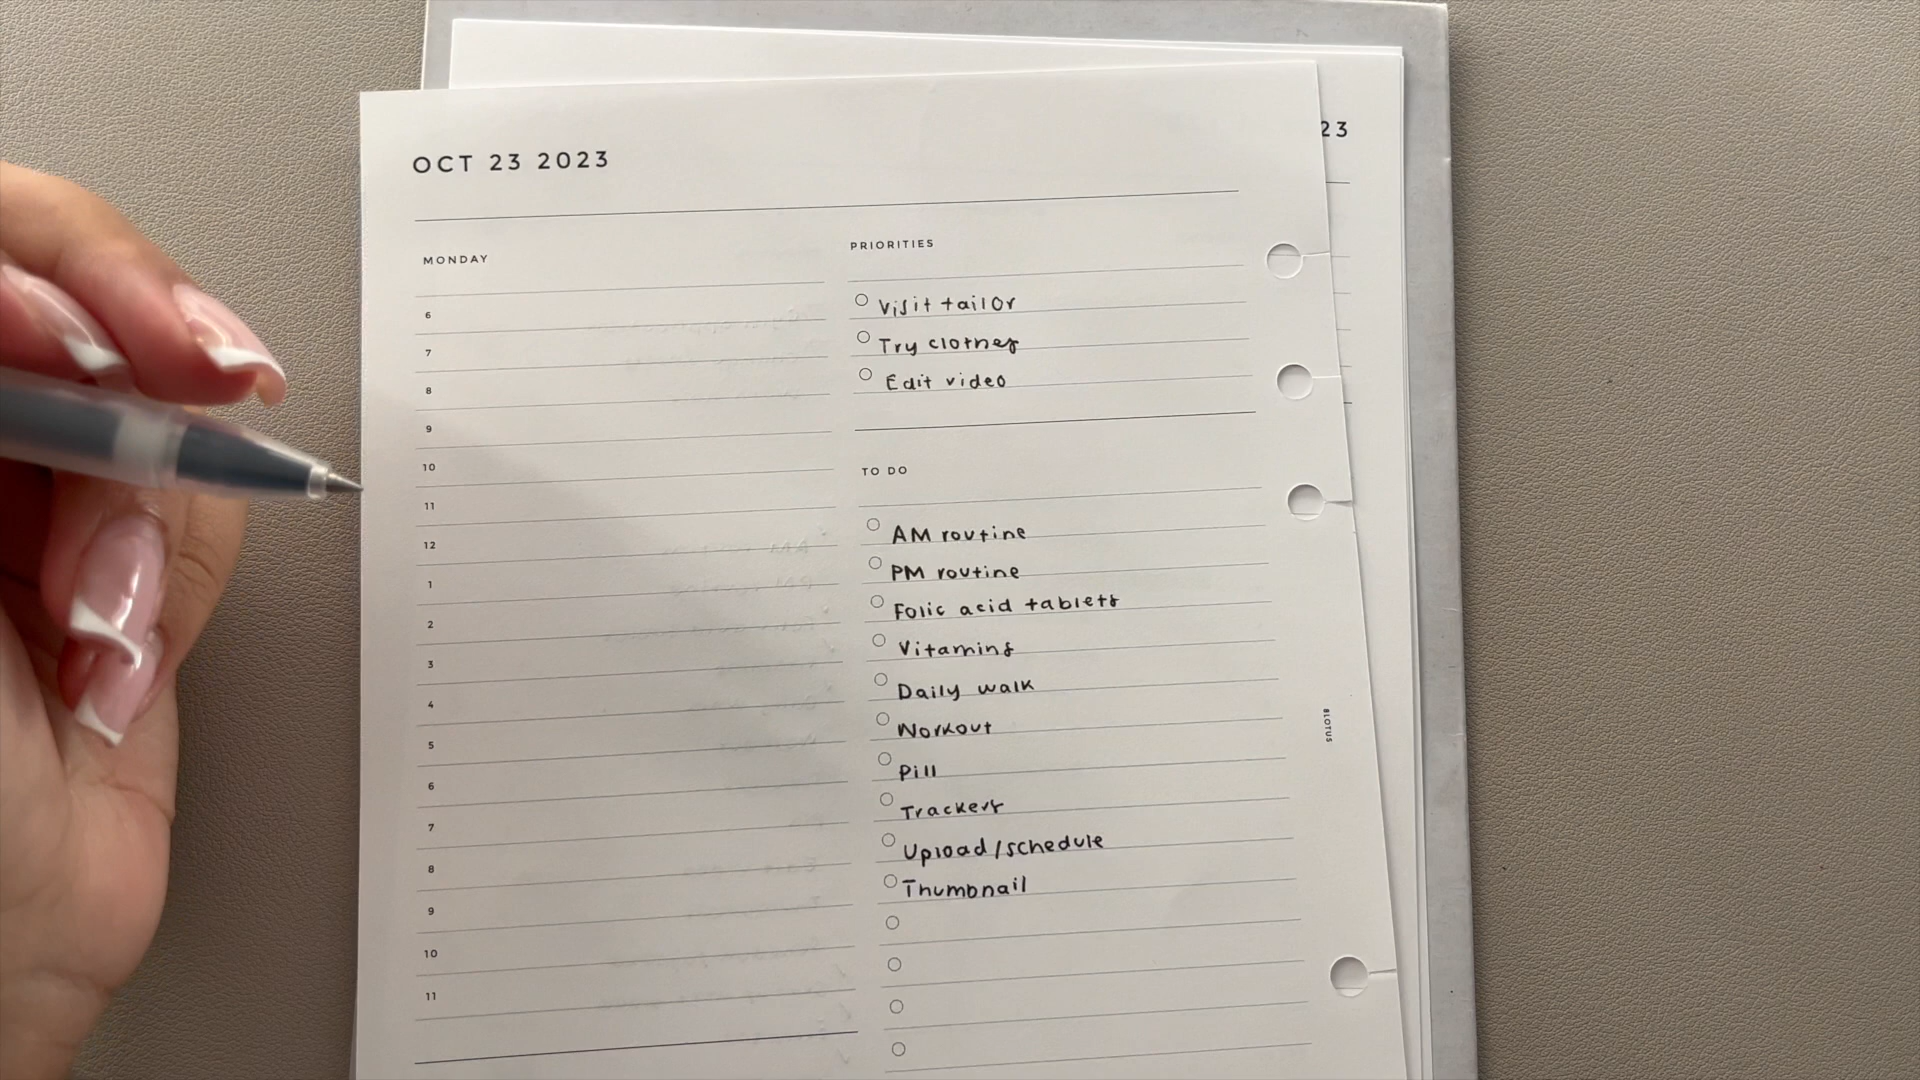 OCT 23 2023
23
MONDAY
6
7
8
9
10
11
12
1
2
3
4
5
6
7
8
9
10
11
PRIORITIES
Visit tailor
Try clothes
Edit video
TO DO
AM routine
PM routine
Folic acid tablets
Vitamins
Daily walk
Workout
Pill
Trackers
Upload/schedule
Thumbnail